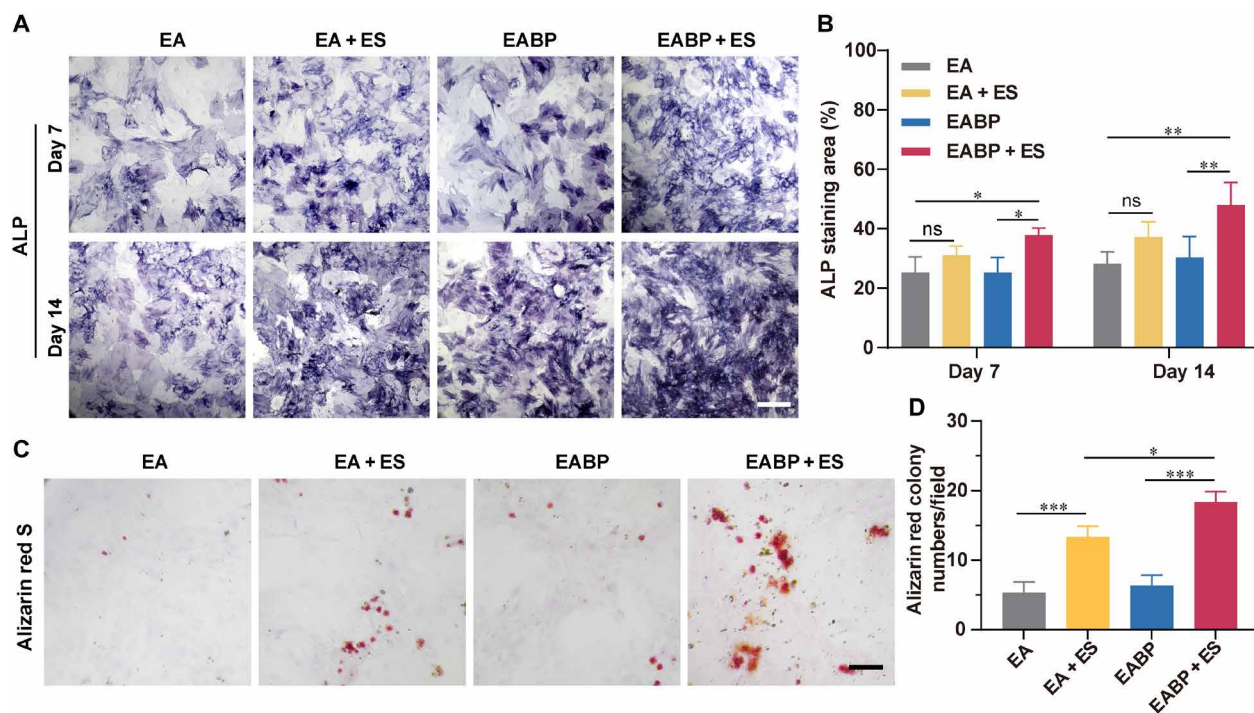 A
EA
EA + ES
EABP
EABP + ES
ALP
Day 7
Day 14
B
ALP staining area (%)
100
80
60
40
20
0
EA
EA + ES
EABP
EABP + ES
ns
*
*
ns
**
**
Day 7
Day 14
C
EA
EA + ES
EABP
EABP + ES
Alizarin red S
D
Alizarin red colony
numbers/field
30
20
10
0
***
***
*
EA
EA + ES
EABP
EABP + ES